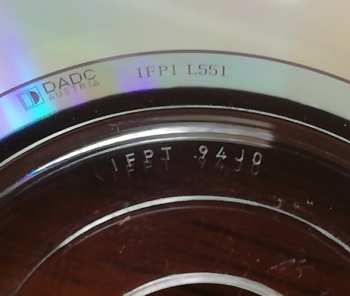 DADC
AUSTRIA
IFPI L551
IFPI 94J0